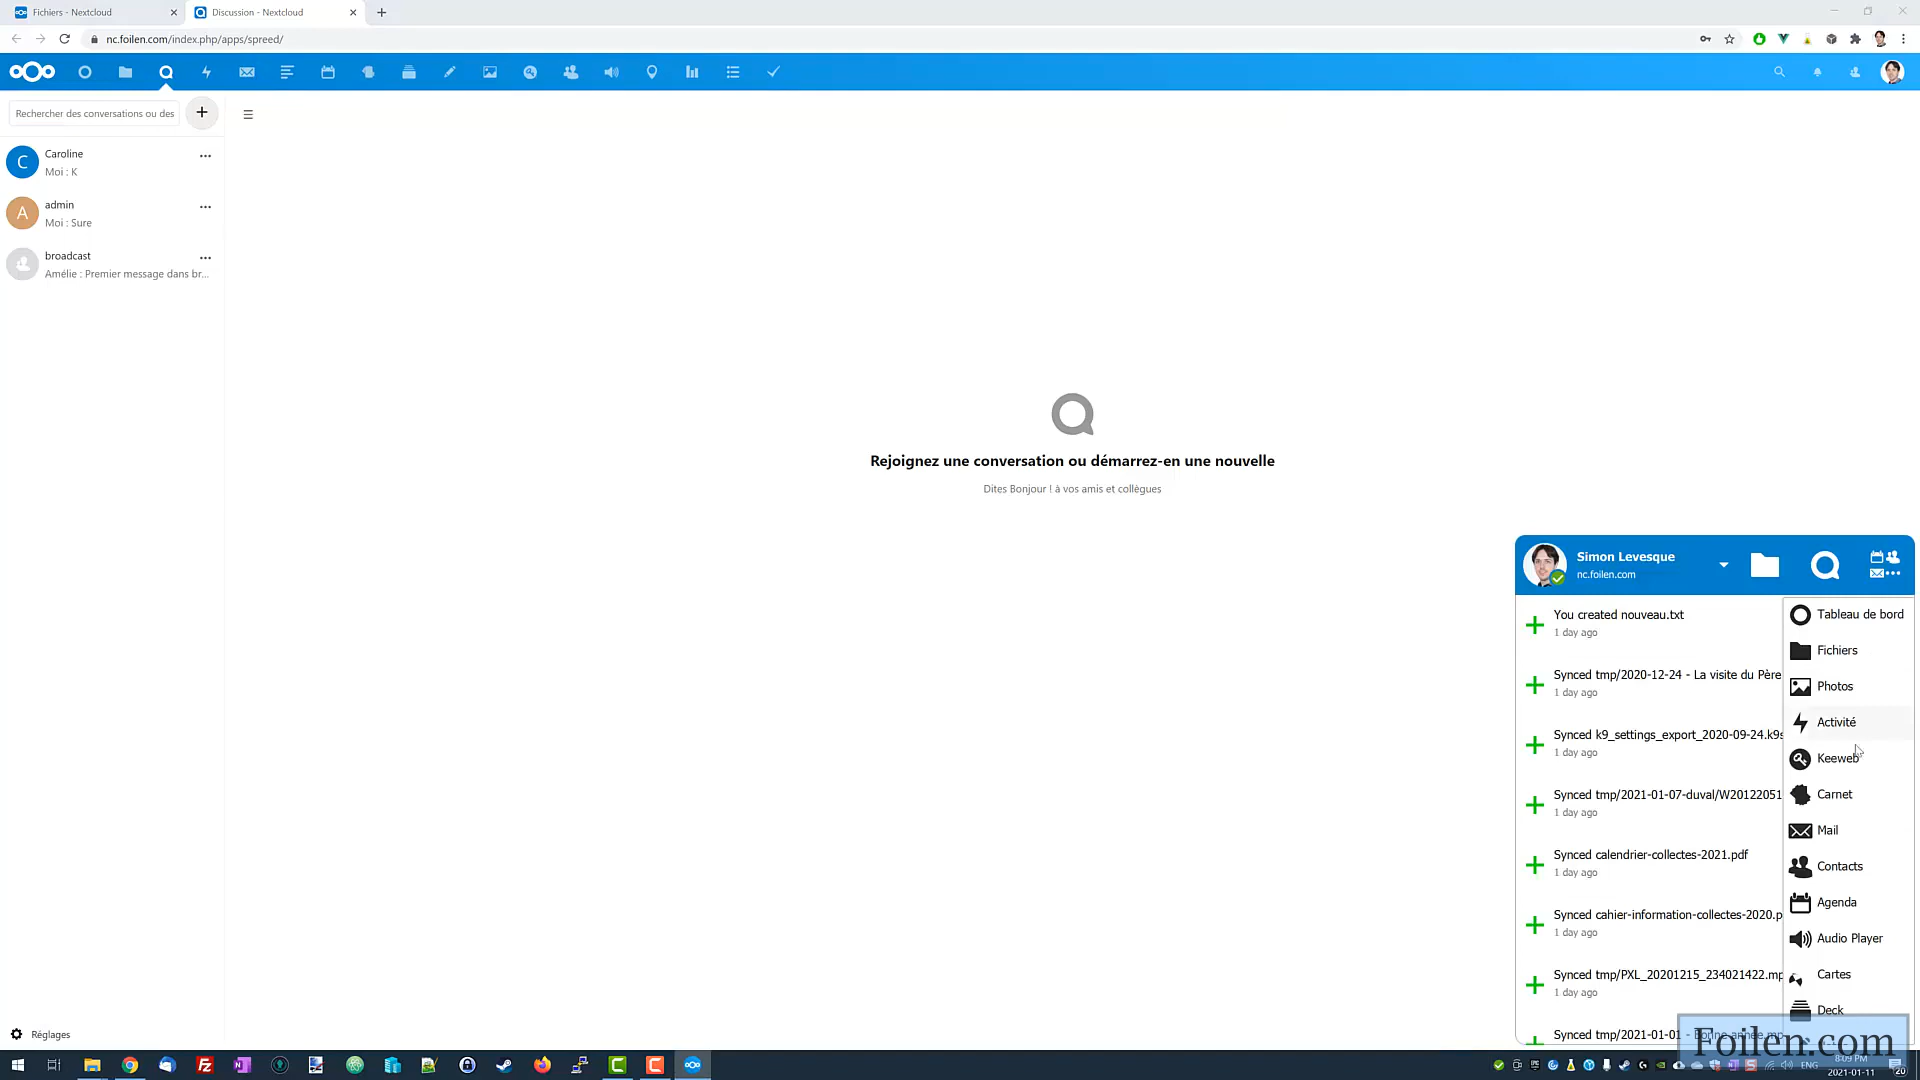 Fichiers - Nextcloud
Discussion - Nextcloud
nc.foilen.com/index.php/apps/spreed/
Rechercher des conversations ou des
Caroline
Moi : K
admin
Moi : Sure
broadcast
Amélie : Premier message dans br...
Rejoignez une conversation ou démarrez-en une nouvelle
Dites Bonjour ! à vos amis et collègues
Simon Levesque
nc.foilen.com
You created nouveau.txt
1 day ago
Synced tmp/2020-12-24 - La visite du Père
1 day ago
Synced k9_settings_export_2020-09-24.k9s
1 day ago
Synced tmp/2021-01-07-duval/W20122051
1 day ago
Synced calendrier-collectes-2021.pdf
1 day ago
Synced cahier-information-collectes-2020.p
1 day ago
Synced tmp/PXL_20201215_234021422.mp
1 day ago
Synced tmp/2021-01-01 - Bonne année.mp
Tableau de bord
Fichiers
Photos
Activité
Keeweb
Carnet
Mail
Contacts
Agenda
Audio Player
Cartes
Deck
Réglages
Foilen.com
ENG
8:09 PM
2021-01-11
20